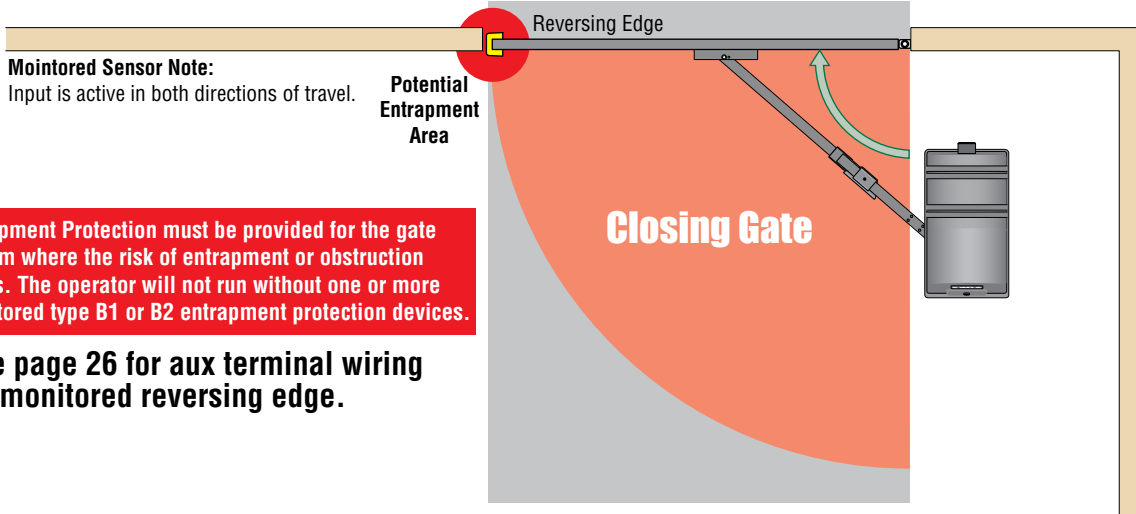 Reversing Edge
Mointored Sensor Note:
Input is active in both directions of travel.
Potential
Entrapment
Area
pment Protection must be provided for the gate
m where the risk of entrapment or obstruction
s. The operator will not run without one or more
tored type B1 or B2 entrapment protection devices.
Closing Gate
e page 26 for aux terminal wiring
monitored reversing edge.